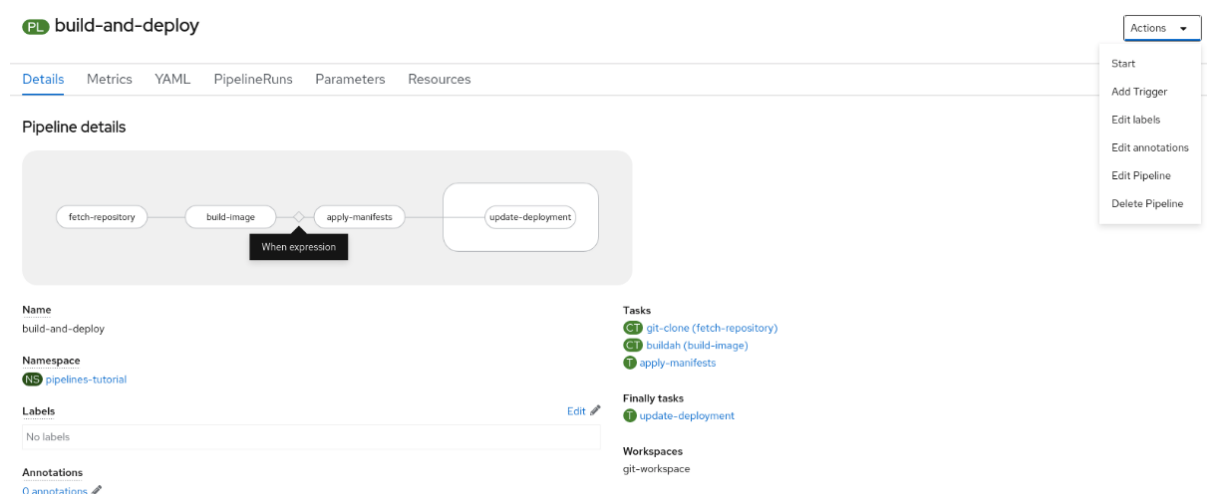 PL build-and-deploy
Actions
Start
Add Trigger
Edit labels
Edit annotations
Edit Pipeline
Delete Pipeline
Details Metrics YAML PipelineRuns Parameters Resources
Pipeline details
fetch-repository build-image apply-manifests update-deployment
When expression
Name
build-and-deploy
Namespace
NS pipelines-tutorial
Labels Edit
No labels
Annotations
0 annotations
Tasks
CT git-clone (fetch-repository)
CT buildah (build-image)
T apply-manifests
Finally tasks
T update-deployment
Workspaces
git-workspace